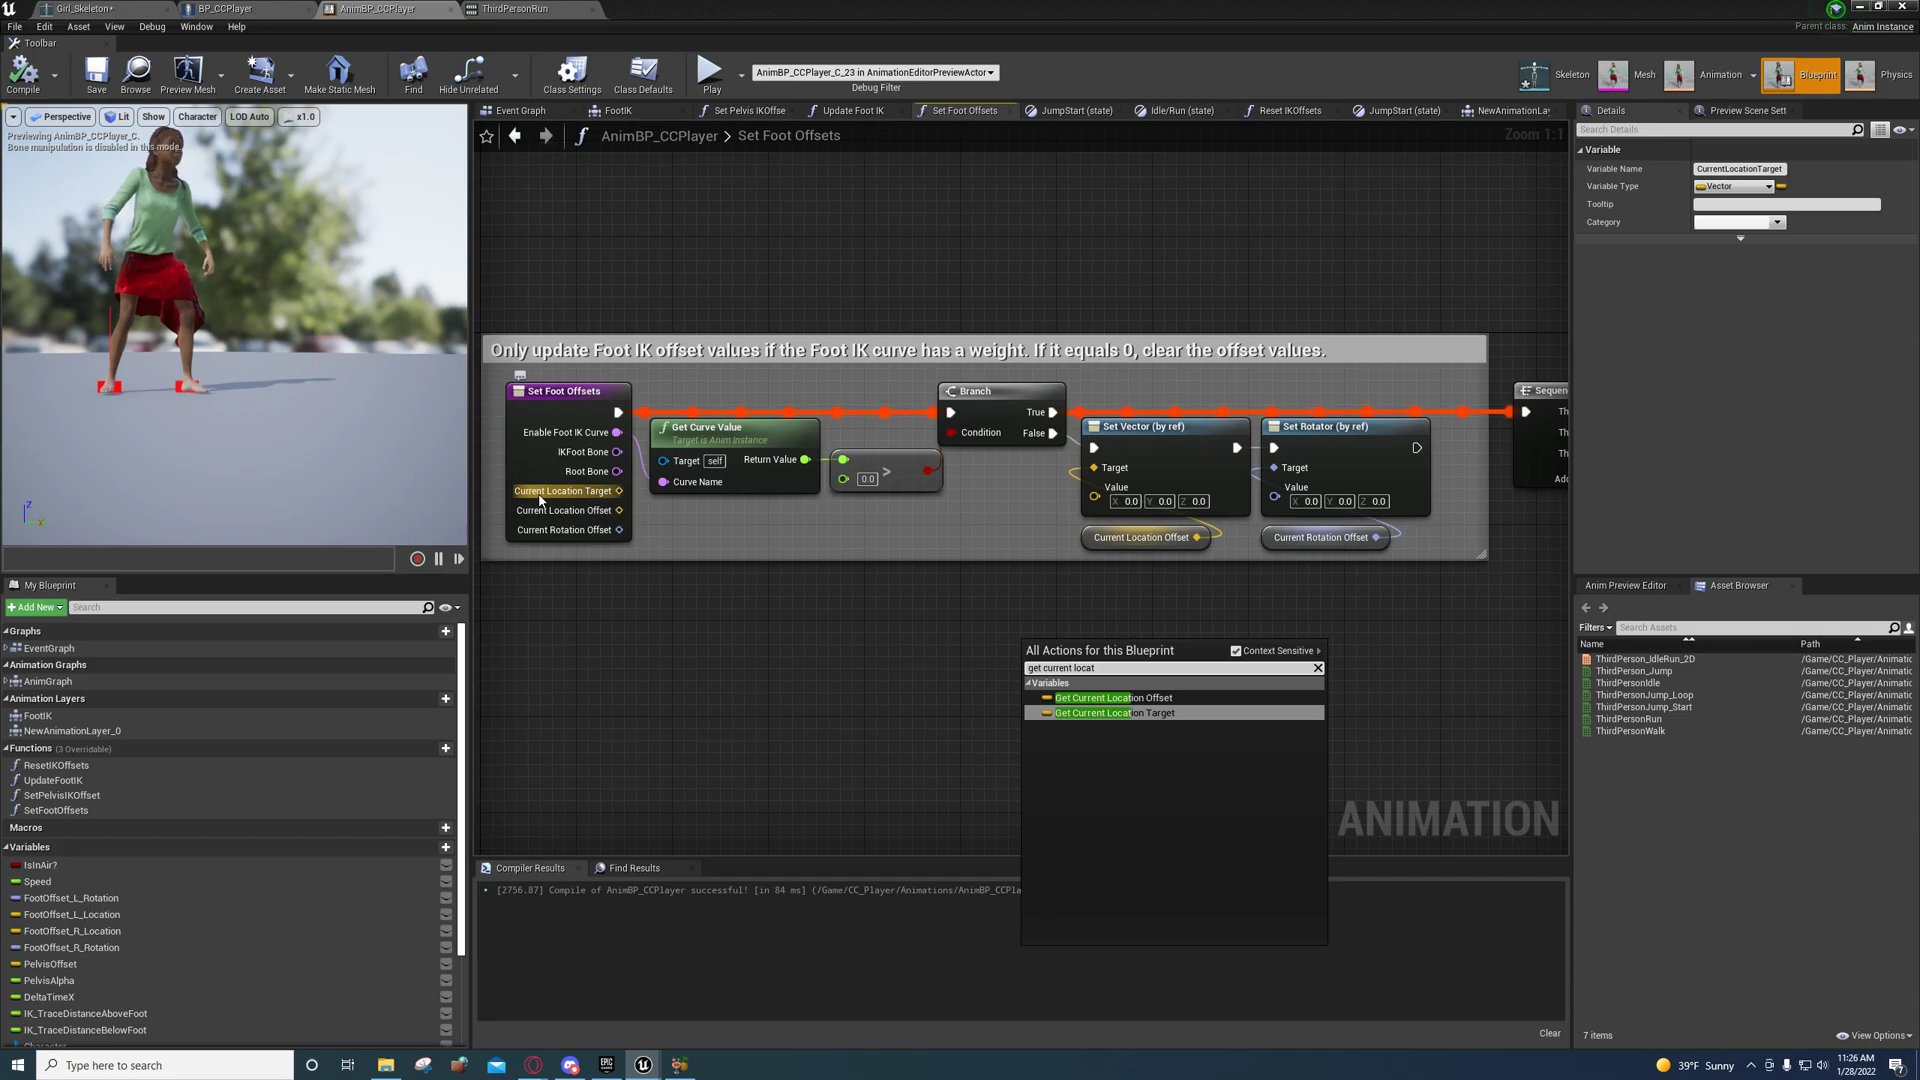 Girl_Skeleton*
BP_CCPlayer
AnimBP_CCPlayer
ThirdPersonRun
File Edit Asset View Debug Window Help
Parent class: Anim Instance
Toolbar
Compile
Save
Browse
Preview Mesh
Create Asset
Make Static Mesh
Find
Hide Unrelated
Class Settings
Class Defaults
Play
AnimBP_CCPlayer_C_23 in AnimationEditorPreviewActor
Debug Filter
Skeleton
Mesh
Animation
Blueprint
Physics
Perspective Lit Show Character LOD Auto x1.0
Previewing AnimBP_CCPlayer_C.
Bone manipulation is disabled in this mode.
Event Graph
FootIK
Set Pelvis IKOffse
Update Foot IK
Set Foot Offsets
JumpStart (state)
Idle/Run (state)
Reset IKOffsets
JumpStart (state)
NewAnimationLay
AnimBP_CCPlayer > Set Foot Offsets
Zoom 1:1
Only update Foot IK offset values if the Foot IK curve has a weight. If it equals 0, clear the offset values.
Set Foot Offsets
Enable Foot IK Curve
IKFoot Bone
Root Bone
Current Location Target
Current Location Offset
Current Rotation Offset
Get Curve Value
Target is Anim Instance
Target self
Return Value
Curve Name
0.0 >
Branch
True
Condition False
Set Vector (by ref)
Target
Value
X 0.0 Y 0.0 Z 0.0
Current Location Offset
Set Rotator (by ref)
Target
Value
X 0.0 Y 0.0 Z 0.0
Current Rotation Offset
Sequen
Th
Th
Th
Add
All Actions for this Blueprint
Context Sensitive
get current locat
Variables
Get Current Location Offset
Get Current Location Target
ANIMATION
Details
Preview Scene Sett
Search Details
Variable
Variable Name CurrentLocationTarget
Variable Type Vector
Tooltip
Category
My Blueprint
Add New
Search
Graphs
EventGraph
Animation Graphs
AnimGraph
Animation Layers
FootIK
NewAnimationLayer_0
Functions (3 Overridable)
ResetIKOffsets
UpdateFootIK
SetPelvisIKOffset
SetFootOffsets
Macros
Variables
IsInAir?
Speed
FootOffset_L_Rotation
FootOffset_L_Location
FootOffset_R_Location
FootOffset_R_Rotation
PelvisOffset
PelvisAlpha
DeltaTimeX
IK_TraceDistanceAboveFoot
IK_TraceDistanceBelowFoot
Compiler Results
Find Results
[2756.87] Compile of AnimBP_CCPlayer successful! [in 84 ms] (/Game/CC_Player/Animations/AnimBP_CCPla
Clear
Anim Preview Editor
Asset Browser
Filters
Search Assets
Name Path
ThirdPerson_IdleRun_2D /Game/CC_Player/Animatic
ThirdPerson_Jump /Game/CC_Player/Animatic
ThirdPersonIdle /Game/CC_Player/Animatic
ThirdPersonJump_Loop /Game/CC_Player/Animatic
ThirdPersonJump_Start /Game/CC_Player/Animatic
ThirdPersonRun /Game/CC_Player/Animatic
ThirdPersonWalk /Game/CC_Player/Animatic
7 items
View Options
Type here to search
39°F Sunny
11:26 AM
1/28/2022